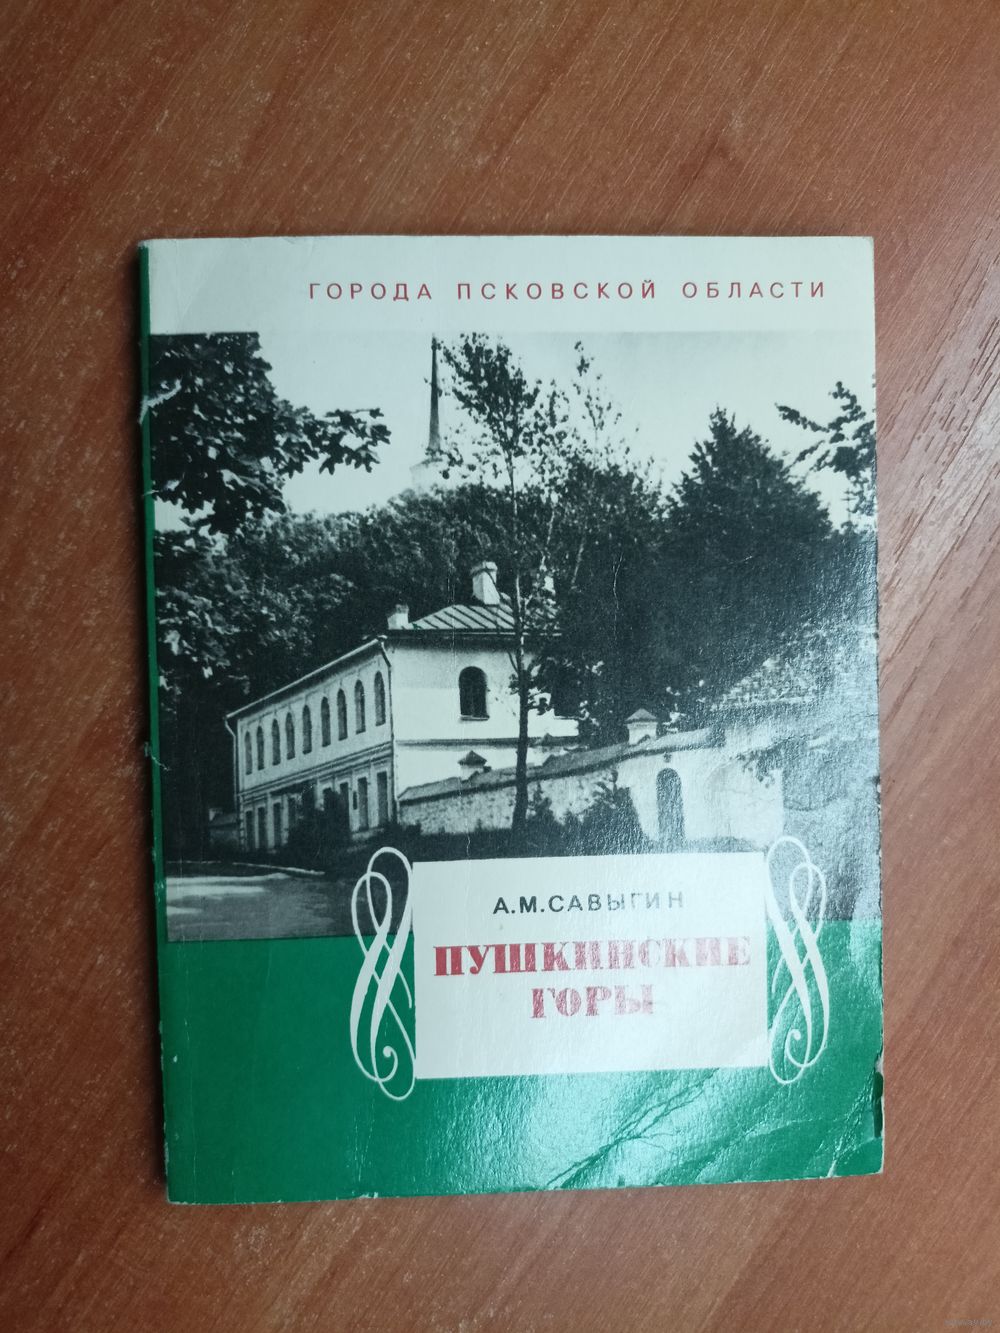 ГОРОДА ПСКОВСКОЙ ОБЛАСТИ
А.М.САВЫГИН
ПУШКИНСКИЕ
ГОРЫ